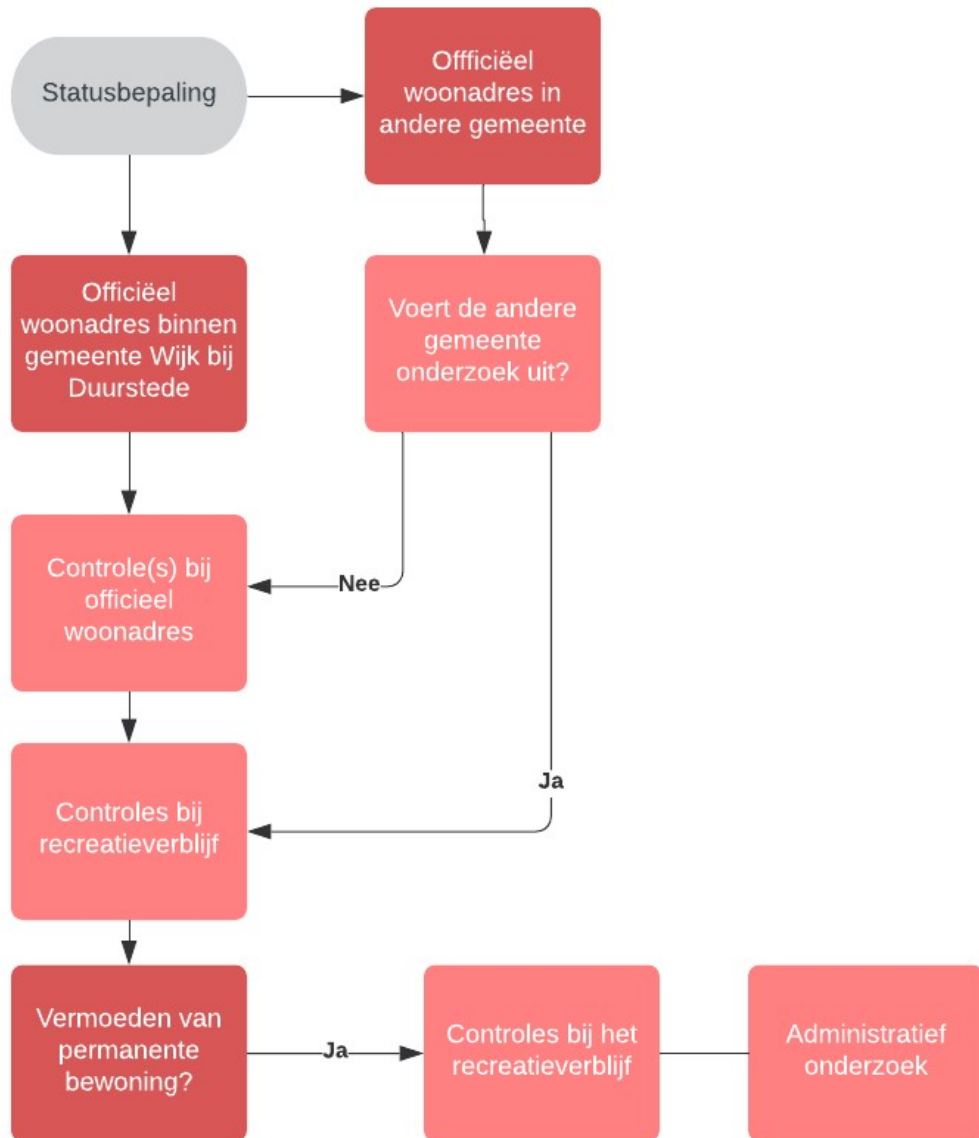 Statusbepaling
Offficiëel
woonadres in
andere gemeente
Officiëel
woonadres binnen
gemeente Wijk bij
Duurstede
Voert de andere
gemeente
onderzoek uit?
Controle(s) bij
officieel
woonadres
Nee
Ja
Controles bij
recreatieverblijf
Vermoeden van
permanente
bewoning?
Ja
Controles bij het
recreatieverblijf
Administratief
onderzoek